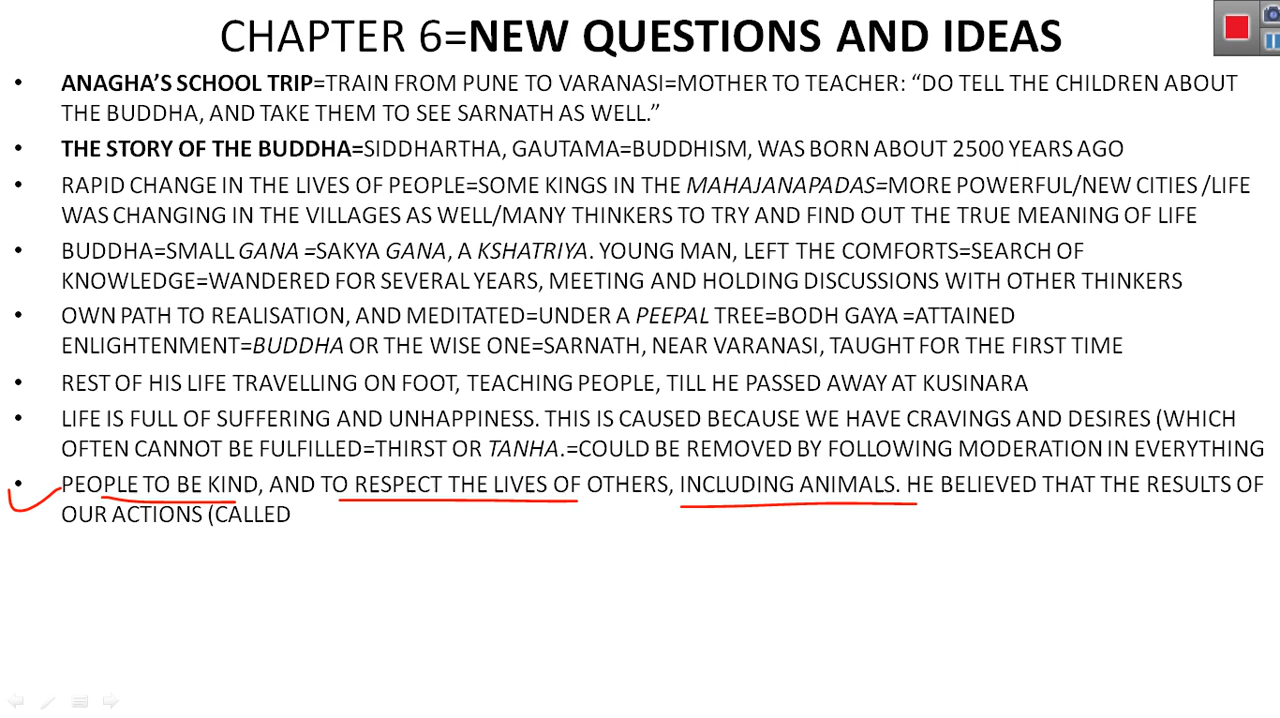 CHAPTER 6=NEW QUESTIONS AND IDEAS
• ANAGHA'S SCHOOL TRIP=TRAIN FROM PUNE TO VARANASI=MOTHER TO TEACHER: “DO TELL THE CHILDREN ABOUT
THE BUDDHA, AND TAKE THEM TO SEE SARNATH AS WELL.”
• THE STORY OF THE BUDDHA=SIDDHARTHA, GAUTAMA=BUDDHISM, WAS BORN ABOUT 2500 YEARS AGO
• RAPID CHANGE IN THE LIVES OF PEOPLE=SOME KINGS IN THE MAHAJANAPADAS=MORE POWERFUL/NEW CITIES /LIFE
WAS CHANGING IN THE VILLAGES AS WELL/MANY THINKERS TO TRY AND FIND OUT THE TRUE MEANING OF LIFE
• BUDDHA=SMALL GANA =SAKYA GANA, A KSHATRIYA. YOUNG MAN, LEFT THE COMFORTS=SEARCH OF
KNOWLEDGE=WANDERED FOR SEVERAL YEARS, MEETING AND HOLDING DISCUSSIONS WITH OTHER THINKERS
• OWN PATH TO REALISATION, AND MEDITATED=UNDER A PEEPAL TREE=BODH GAYA =ATTAINED
ENLIGHTENMENT=BUDDHA OR THE WISE ONE=SARNATH, NEAR VARANASI, TAUGHT FOR THE FIRST TIME
• REST OF HIS LIFE TRAVELLING ON FOOT, TEACHING PEOPLE, TILL HE PASSED AWAY AT KUSINARA
• LIFE IS FULL OF SUFFERING AND UNHAPPINESS. THIS IS CAUSED BECAUSE WE HAVE CRAVINGS AND DESIRES (WHICH
OFTEN CANNOT BE FULFILLED=THIRST OR TANHA.=COULD BE REMOVED BY FOLLOWING MODERATION IN EVERYTHING
• PEOPLE TO BE KIND, AND TO RESPECT THE LIVES OF OTHERS, INCLUDING ANIMALS. HE BELIEVED THAT THE RESULTS OF
OUR ACTIONS (CALLED